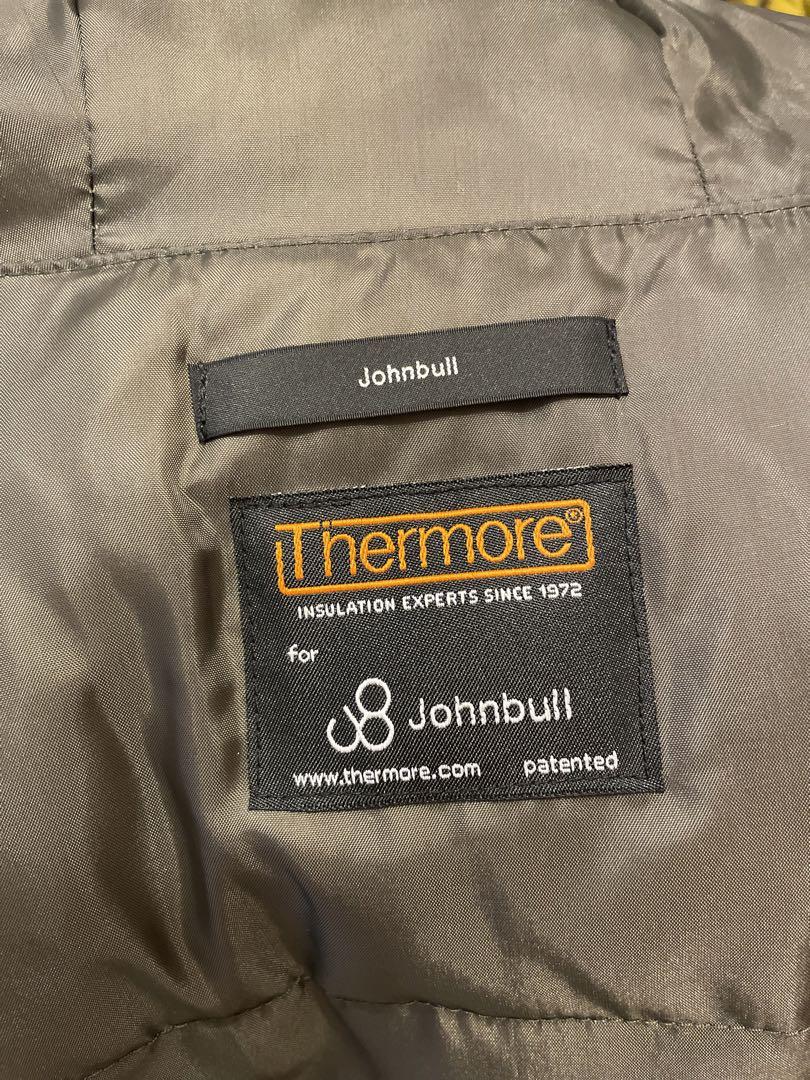 Johnbull
Thermore®
INSULATION EXPERTS SINCE 1972
for
Johnbull
www.thermore.com patented